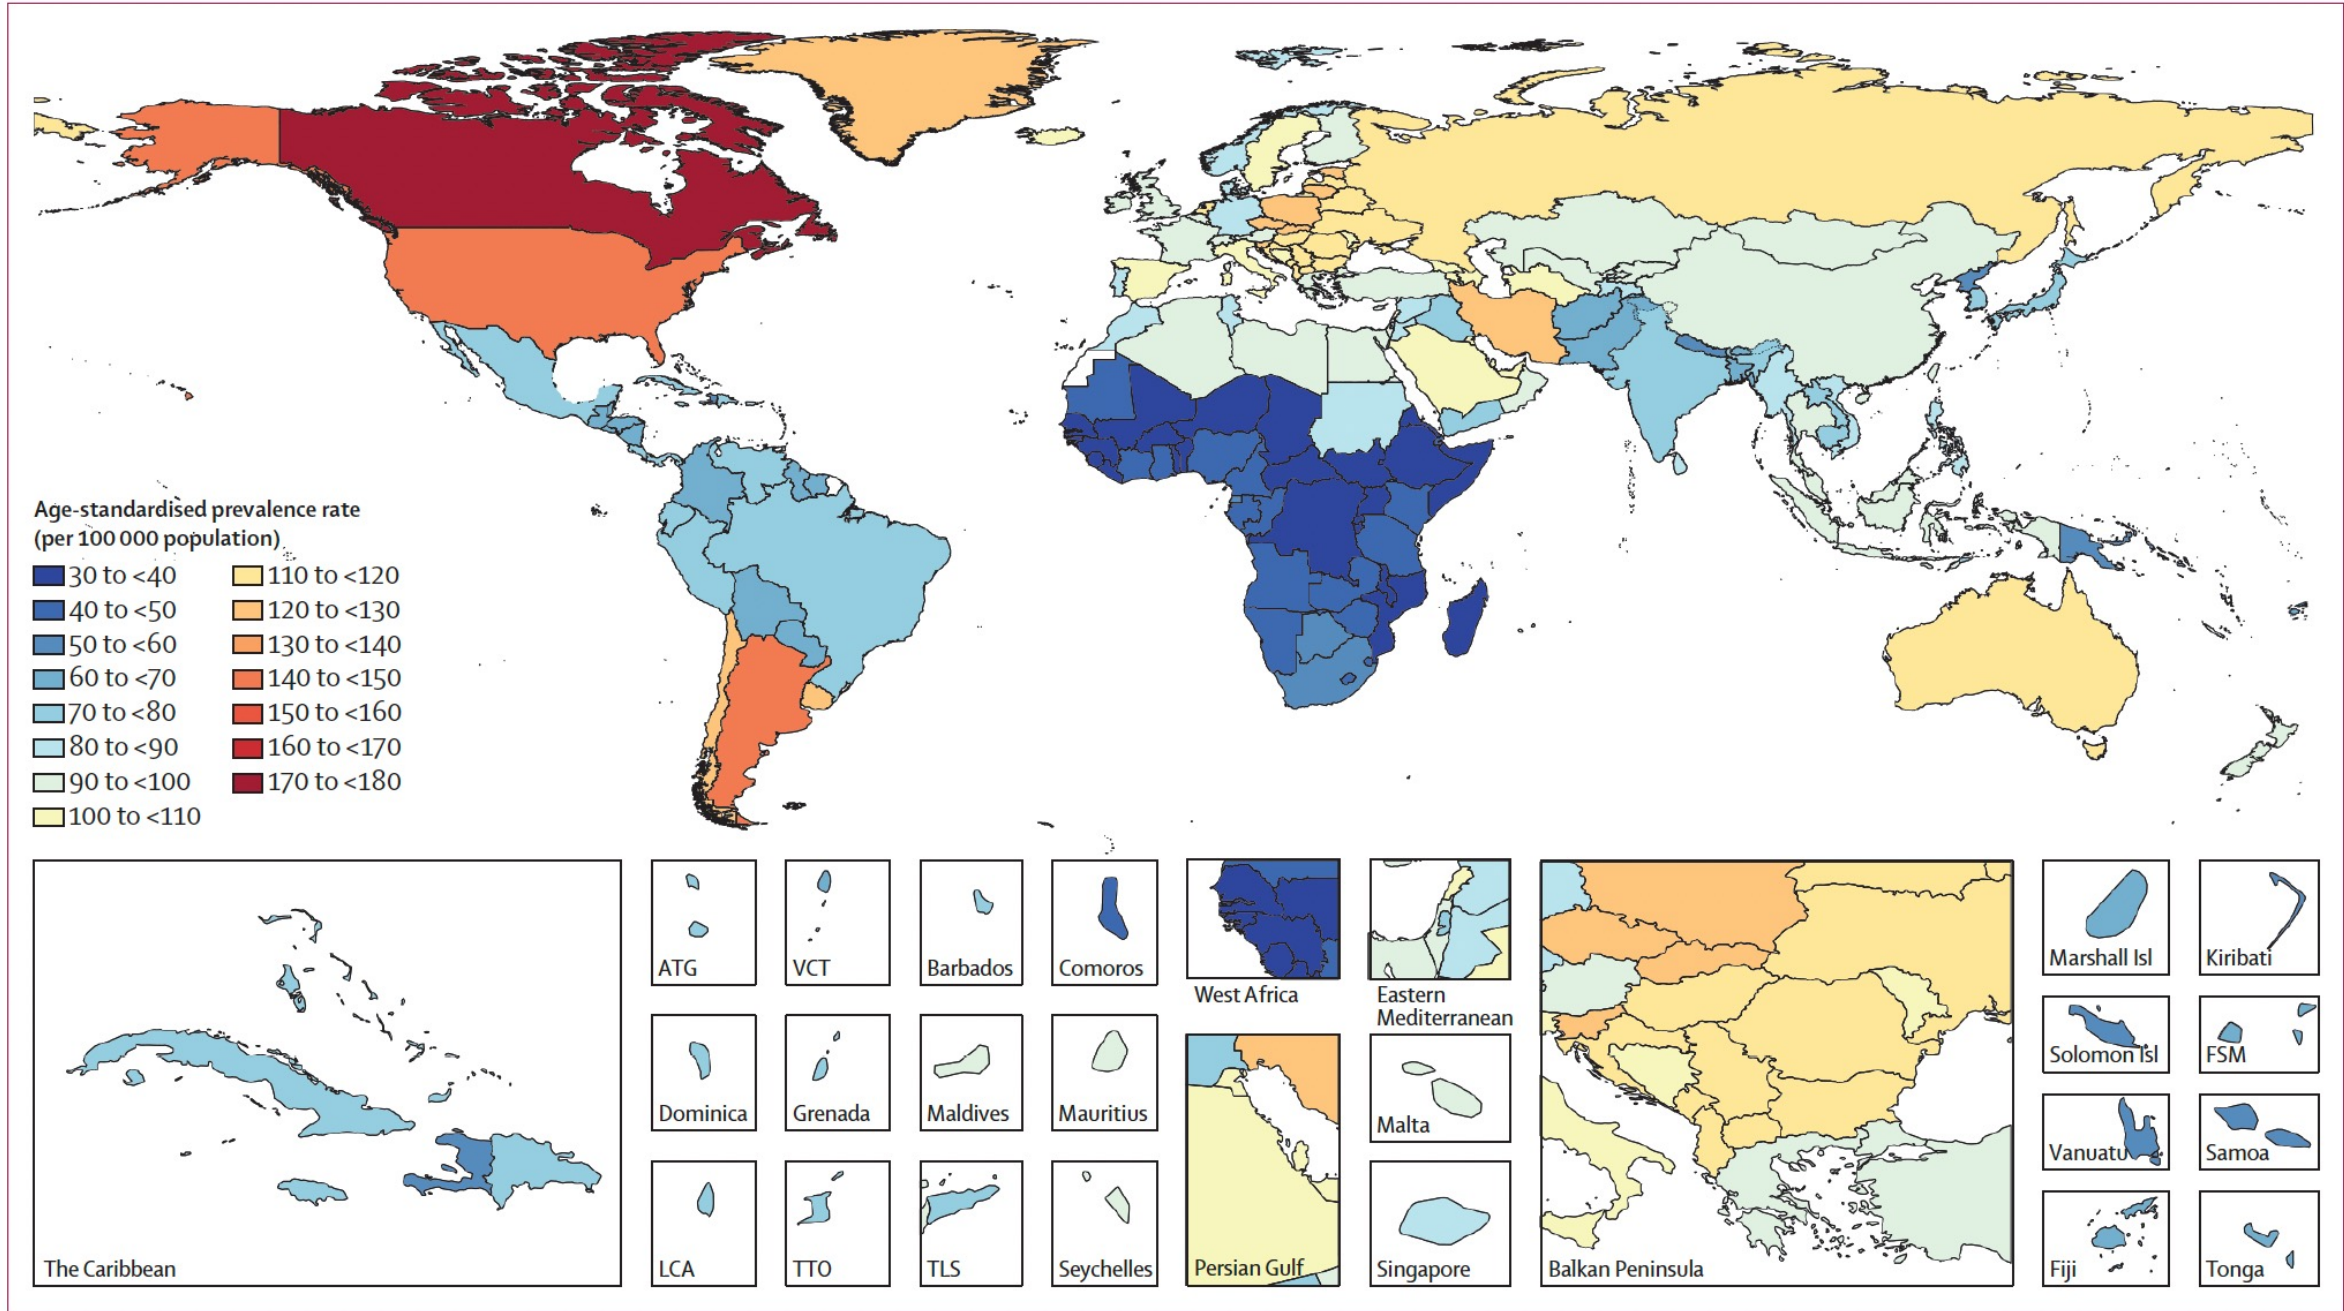 Age-standardised prevalence rate
(per 100 000 population)
30 to <40
40 to <50
50 to <60
60 to <70
70 to <80
80 to <90
90 to <100
100 to <110
110 to <120
120 to <130
130 to <140
140 to <150
150 to <160
160 to <170
170 to <180
The Caribbean
ATG
VCT
Barbados
Comoros
Dominica
Grenada
Maldives
Mauritius
LCA
TTO
TLS
Seychelles
West Africa
Eastern
Mediterranean
Persian Gulf
Malta
Singapore
Balkan Peninsula
Marshall Isl
Kiribati
Solomon Isl
FSM
Vanuatu
Samoa
Fiji
Tonga